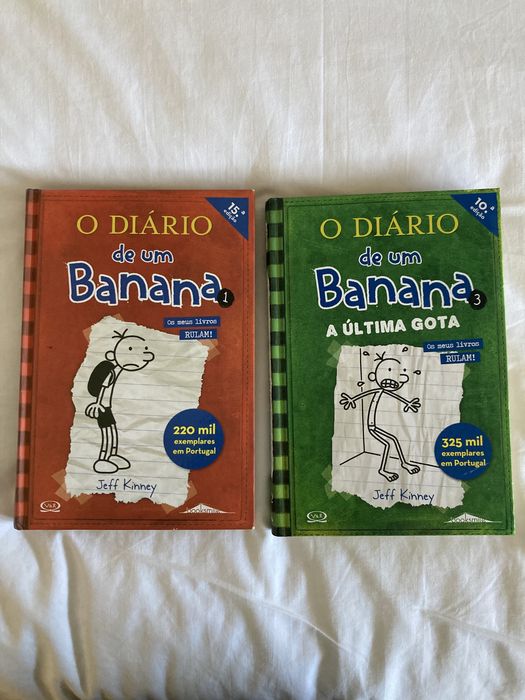 15.ª
edição
O DIÁRIO
de um
Banana
1
Os meus livros
RULAM!
220 mil
exemplares
em Portugal
Jeff Kinney
V&R
booksmile
10.ª
edição
O DIÁRIO
de um
Banana
3
A ÚLTIMA GOTA
Os meus livros
RULAM!
325 mil
exemplares
em Portugal
Jeff Kinney
V&R
booksmile